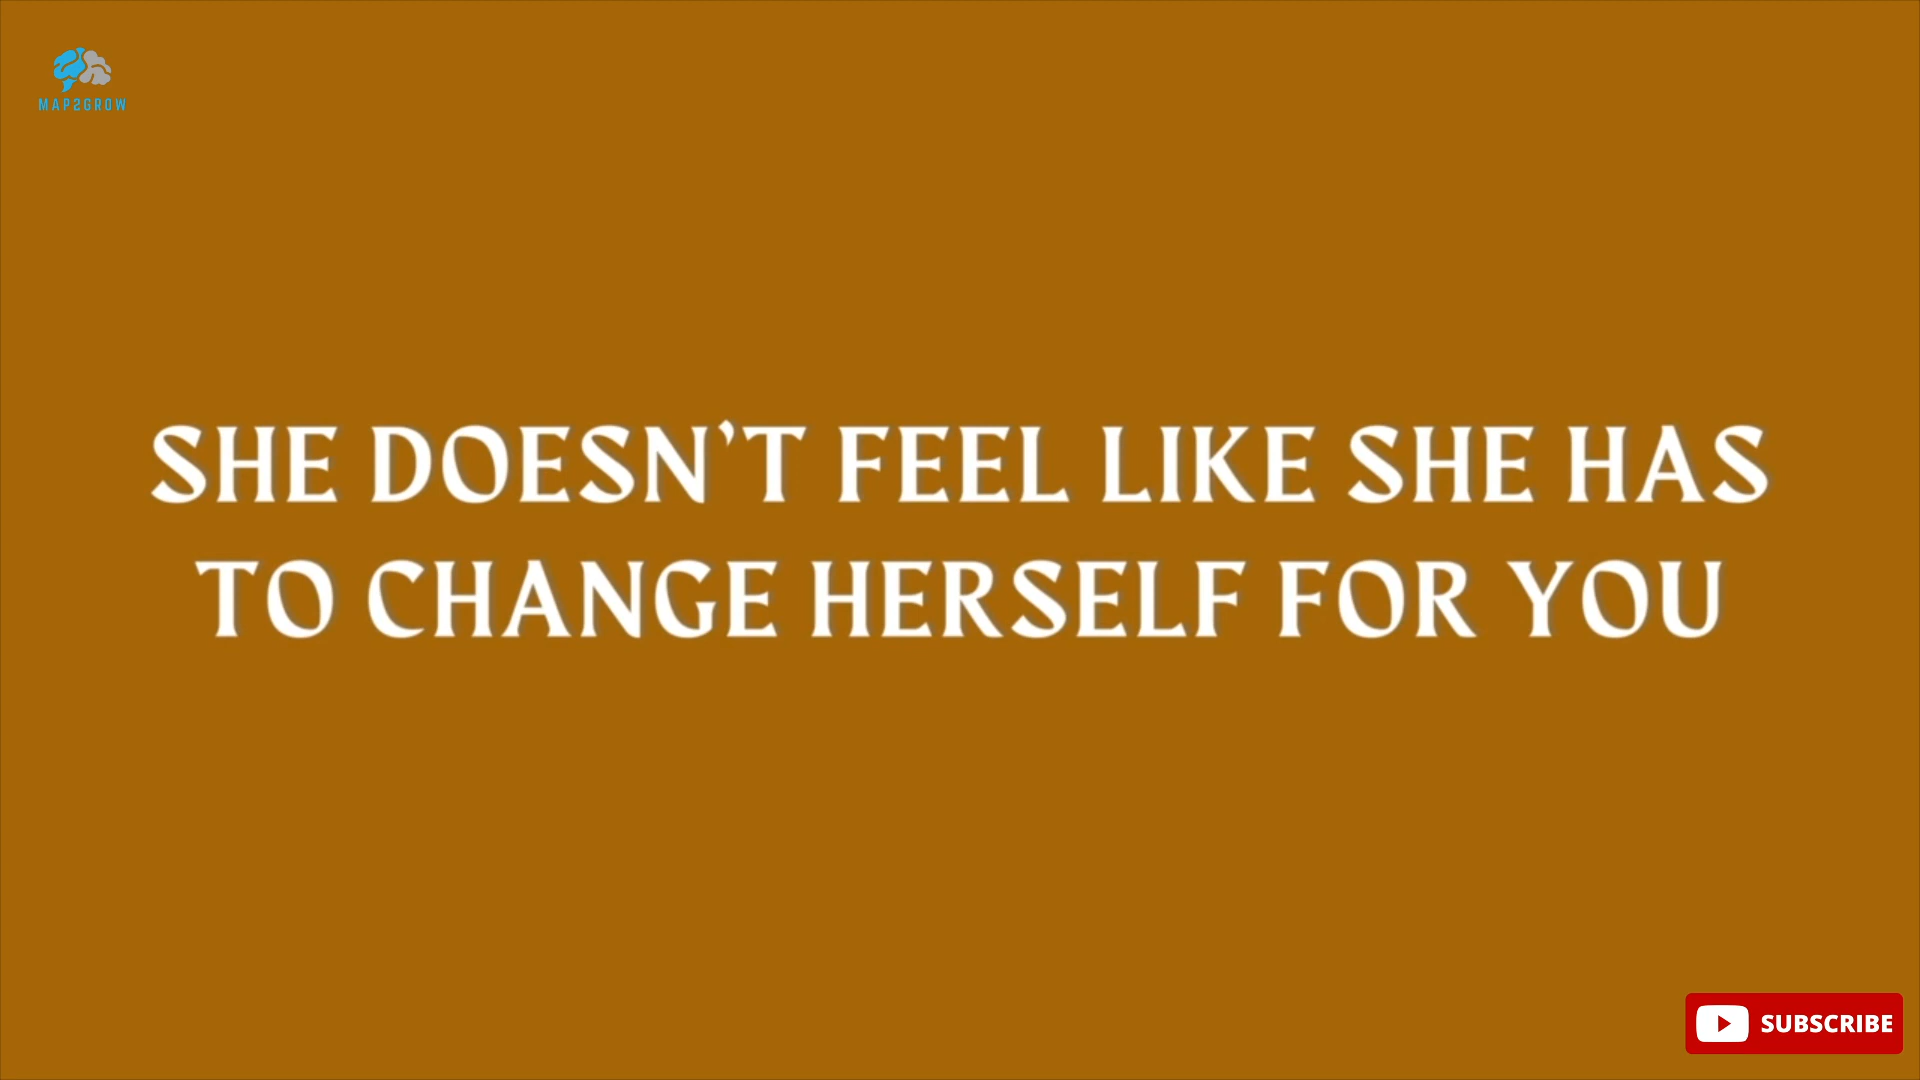 MAP2GROW
SHE DOESN’T FEEL LIKE SHE HAS
TO CHANGE HERSELF FOR YOU
SUBSCRIBE